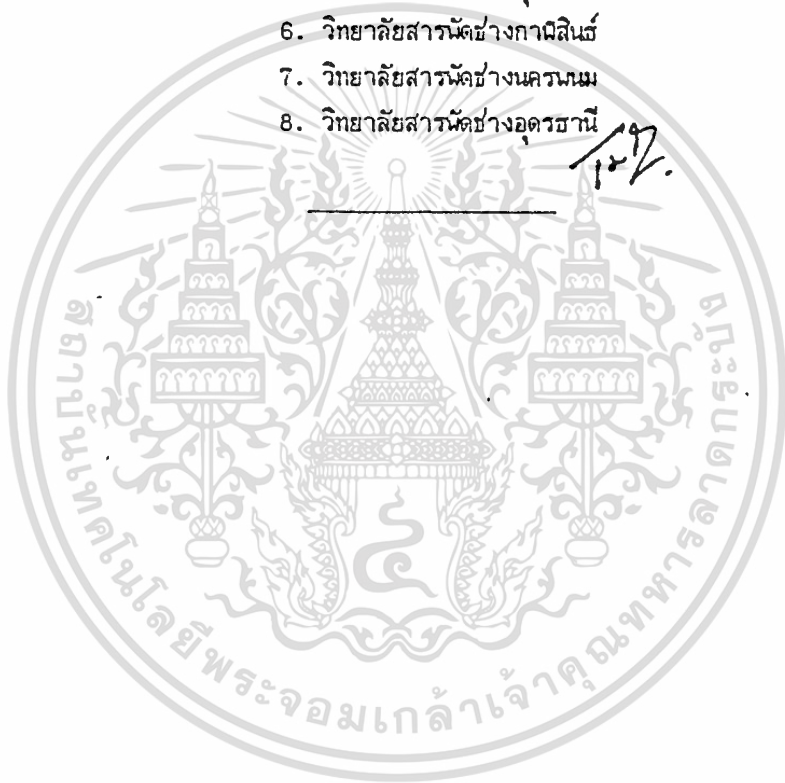 6. วิทยาลัยสารพัดช่างกาฬสินธ์
7. วิทยาลัยสารพัดช่างนครพนม
8. วิทยาลัยสารพัดช่างอุดรธานี
สถาบันเทคโนโลยีพระจอมเกล้าเจ้าคุณทหารลาดกระบัง